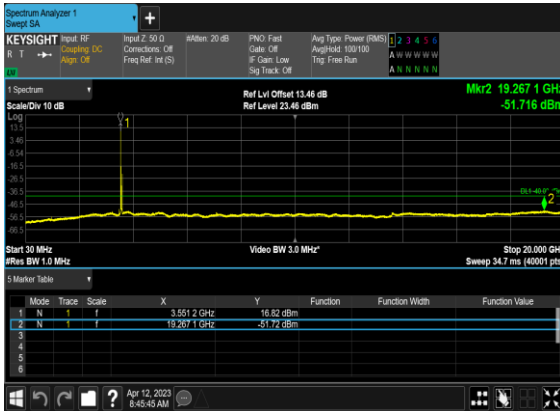 Spectrum Analyzer 1
Swept SA
+
KEYSIGHT
R T
Input: RF
Coupling: DC
Align: Off
Input Z: 50 Ω
Corrections: Off
Freq Ref: Int (S)
#Atten: 20 dB
PNO: Fast
Gate: Off
IF Gain: Low
Sig Track: Off
Avg Type: Power (RMS)
Avg|Hold: 100/100
Trig: Free Run
1 2 3 4 5 6
A W W W W W
A N N N N N
1 Spectrum
Scale/Div 10 dB
Ref Lvl Offset 13.46 dB
Ref Level 23.46 dBm
Mkr2 19.267 1 GHz
-51.716 dBm
Log
13.5
3.46
-6.54
-16.5
-26.5
-36.5
-46.5
-56.5
-66.5
1
2
Start 30 MHz
#Res BW 1.0 MHz
Video BW 3.0 MHz*
Stop 20.000 GHz
Sweep 34.7 ms (40001 pts)
5 Marker Table
Mode Trace Scale X Y Function Function Width Function Value
1 N 1 f 3.551 2 GHz 16.82 dBm
2 N 1 f 19.267 1 GHz -51.72 dBm
3
4
5
6
?
Apr 12, 2023
8:45:45 AM